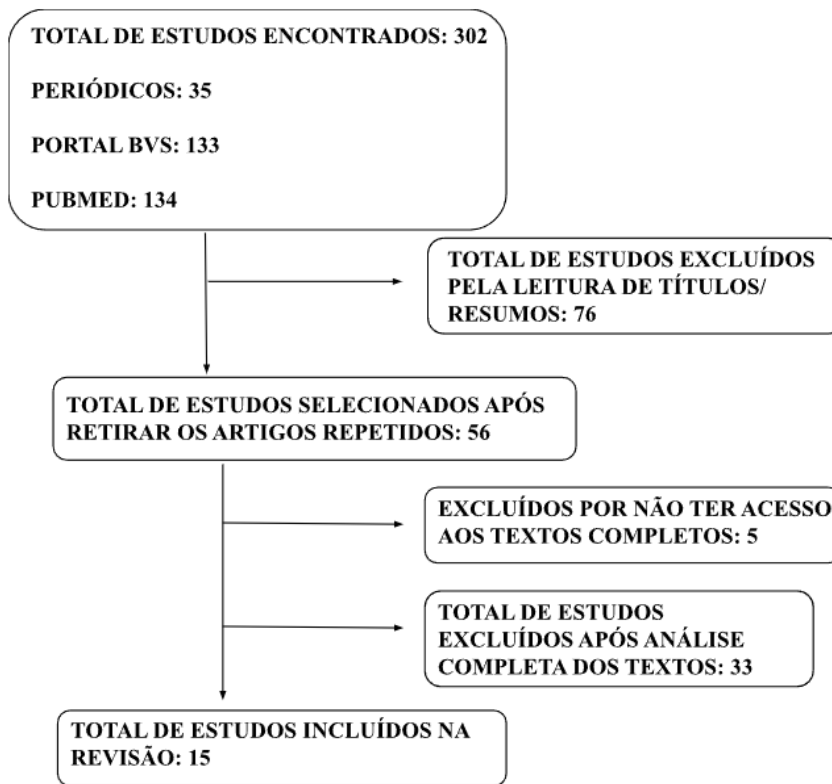 TOTAL DE ESTUDOS ENCONTRADOS: 302
PERIÓDICOS: 35
PORTAL BVS: 133
PUBMED: 134
TOTAL DE ESTUDOS EXCLUÍDOS
PELA LEITURA DE TÍTULOS/
RESUMOS: 76
TOTAL DE ESTUDOS SELECIONADOS APÓS
RETIRAR OS ARTIGOS REPETIDOS: 56
EXCLUÍDOS POR NÃO TER ACESSO
AOS TEXTOS COMPLETOS: 5
TOTAL DE ESTUDOS
EXCLUÍDOS APÓS ANÁLISE
COMPLETA DOS TEXTOS: 33
TOTAL DE ESTUDOS INCLUÍDOS NA
REVISÃO: 15